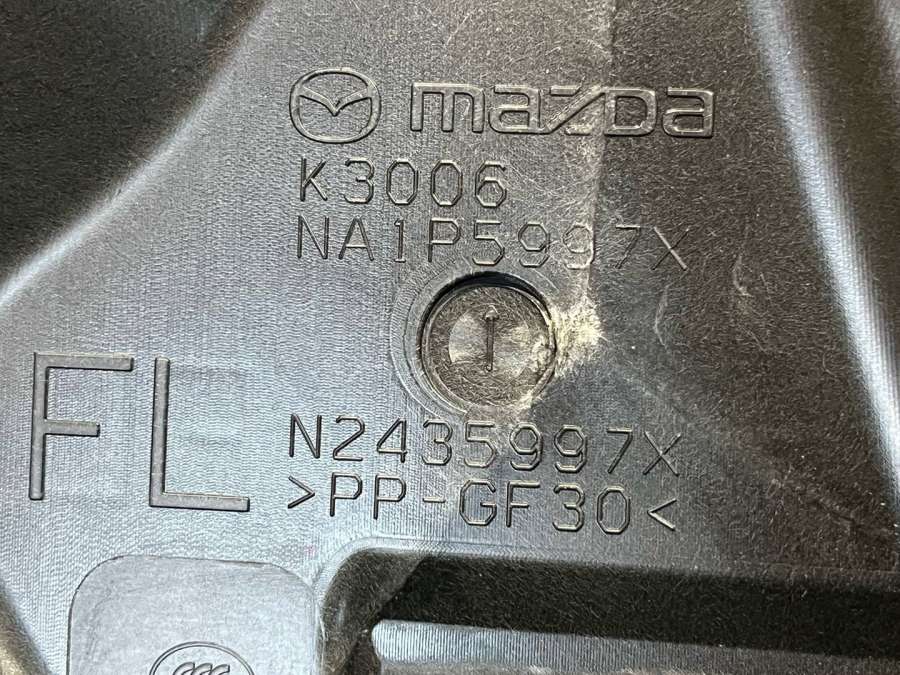 mazda
K3006
NA1P5997X
FL
N2435997X
>PP-GF30<